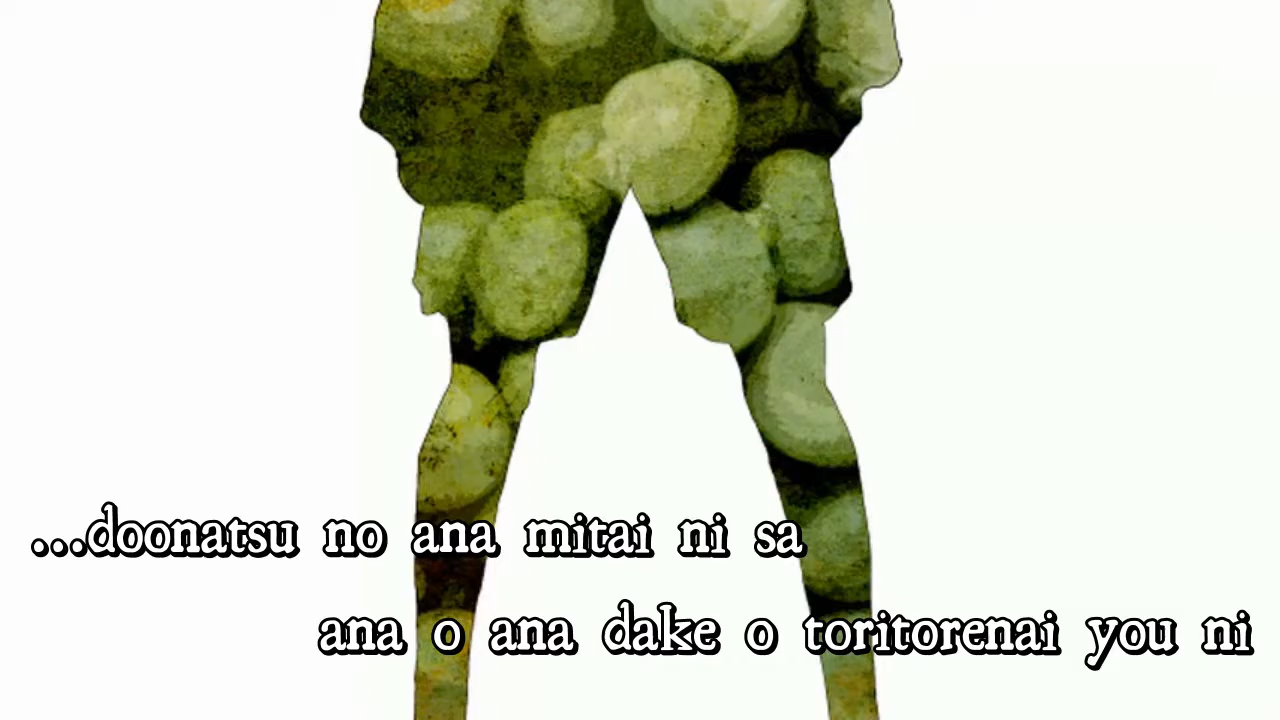 ...doonatsu no ana mitai ni sa
ana o ana dake o toritorenai you ni